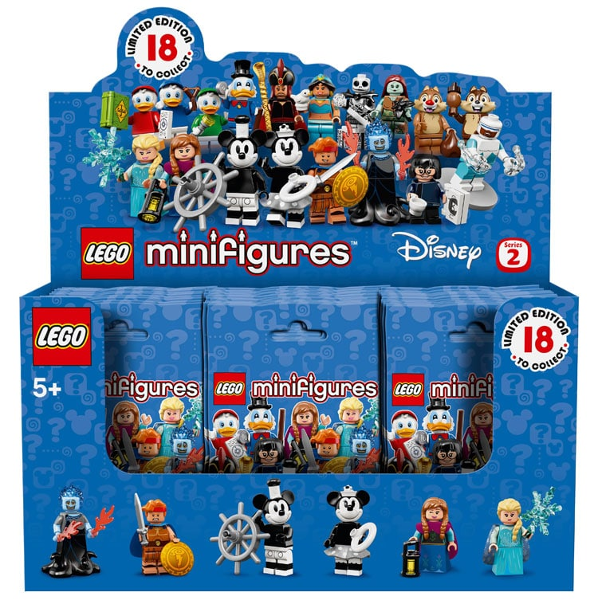 LIMITED EDITION
18
TO COLLECT
LEGO minifigures™ Disney Series 2
LEGO
5+
LIMITED EDITION
18
TO COLLECT
minifigures
LEGO minifigures
LEGO minifigures